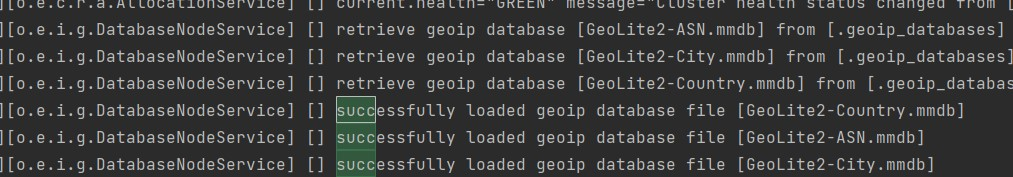 ][o.e.c.r.a.AllocationService] [] current.health="GREEN" message="Cluster health status changed from [
][o.e.i.g.DatabaseNodeService] [] retrieve geoip database [GeoLite2-ASN.mmdb] from [.geoip_databases]
][o.e.i.g.DatabaseNodeService] [] retrieve geoip database [GeoLite2-City.mmdb] from [.geoip_databases]
][o.e.i.g.DatabaseNodeService] [] retrieve geoip database [GeoLite2-Country.mmdb] from [.geoip_databas
][o.e.i.g.DatabaseNodeService] [] successfully loaded geoip database file [GeoLite2-Country.mmdb]
][o.e.i.g.DatabaseNodeService] [] successfully loaded geoip database file [GeoLite2-ASN.mmdb]
][o.e.i.g.DatabaseNodeService] [] successfully loaded geoip database file [GeoLite2-City.mmdb]